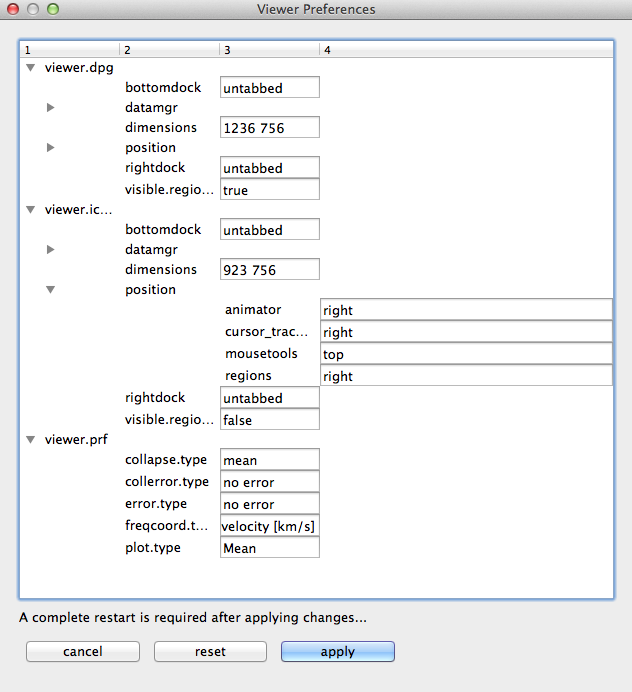 Viewer Preferences
1 2 3 4
viewer.dpg
bottomdock untabbed
datamgr
dimensions 1236 756
position
rightdock untabbed
visible.regio... true
viewer.ic...
bottomdock untabbed
datamgr
dimensions 923 756
position
animator right
cursor_trac... right
mousetools top
regions right
rightdock untabbed
visible.regio... false
viewer.prf
collapse.type mean
collerror.type no error
error.type no error
freqcoord.t... velocity [km/s]
plot.type Mean
A complete restart is required after applying changes...
cancel reset apply